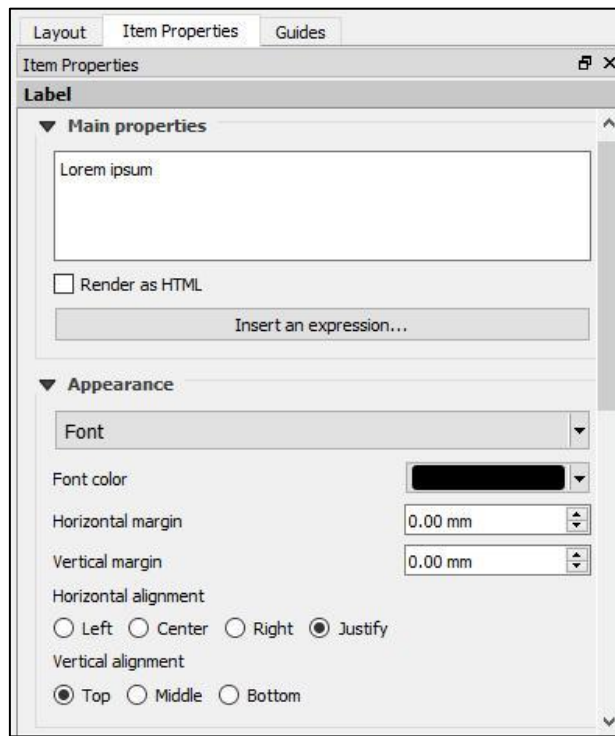 Layout Item Properties Guides
Item Properties
Label
Main properties
Lorem ipsum
Render as HTML
Insert an expression...
Appearance
Font
Font color
Horizontal margin 0.00 mm
Vertical margin 0.00 mm
Horizontal alignment
Left Center Right Justify
Vertical alignment
Top Middle Bottom